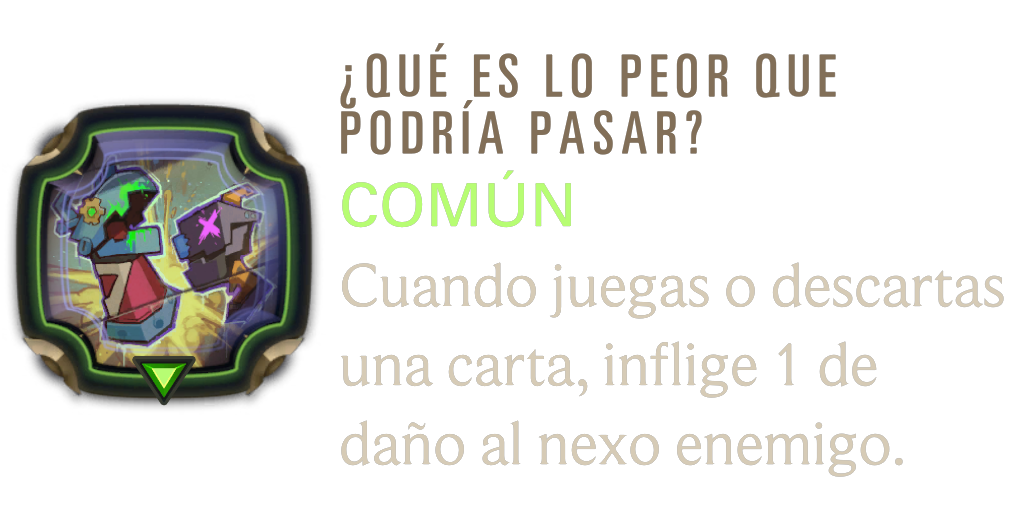 ¿QUÉ ES LO PEOR QUE
PODRÍA PASAR?
COMÚN
Cuando juegas o descartas
una carta, inflige 1 de
daño al nexo enemigo.